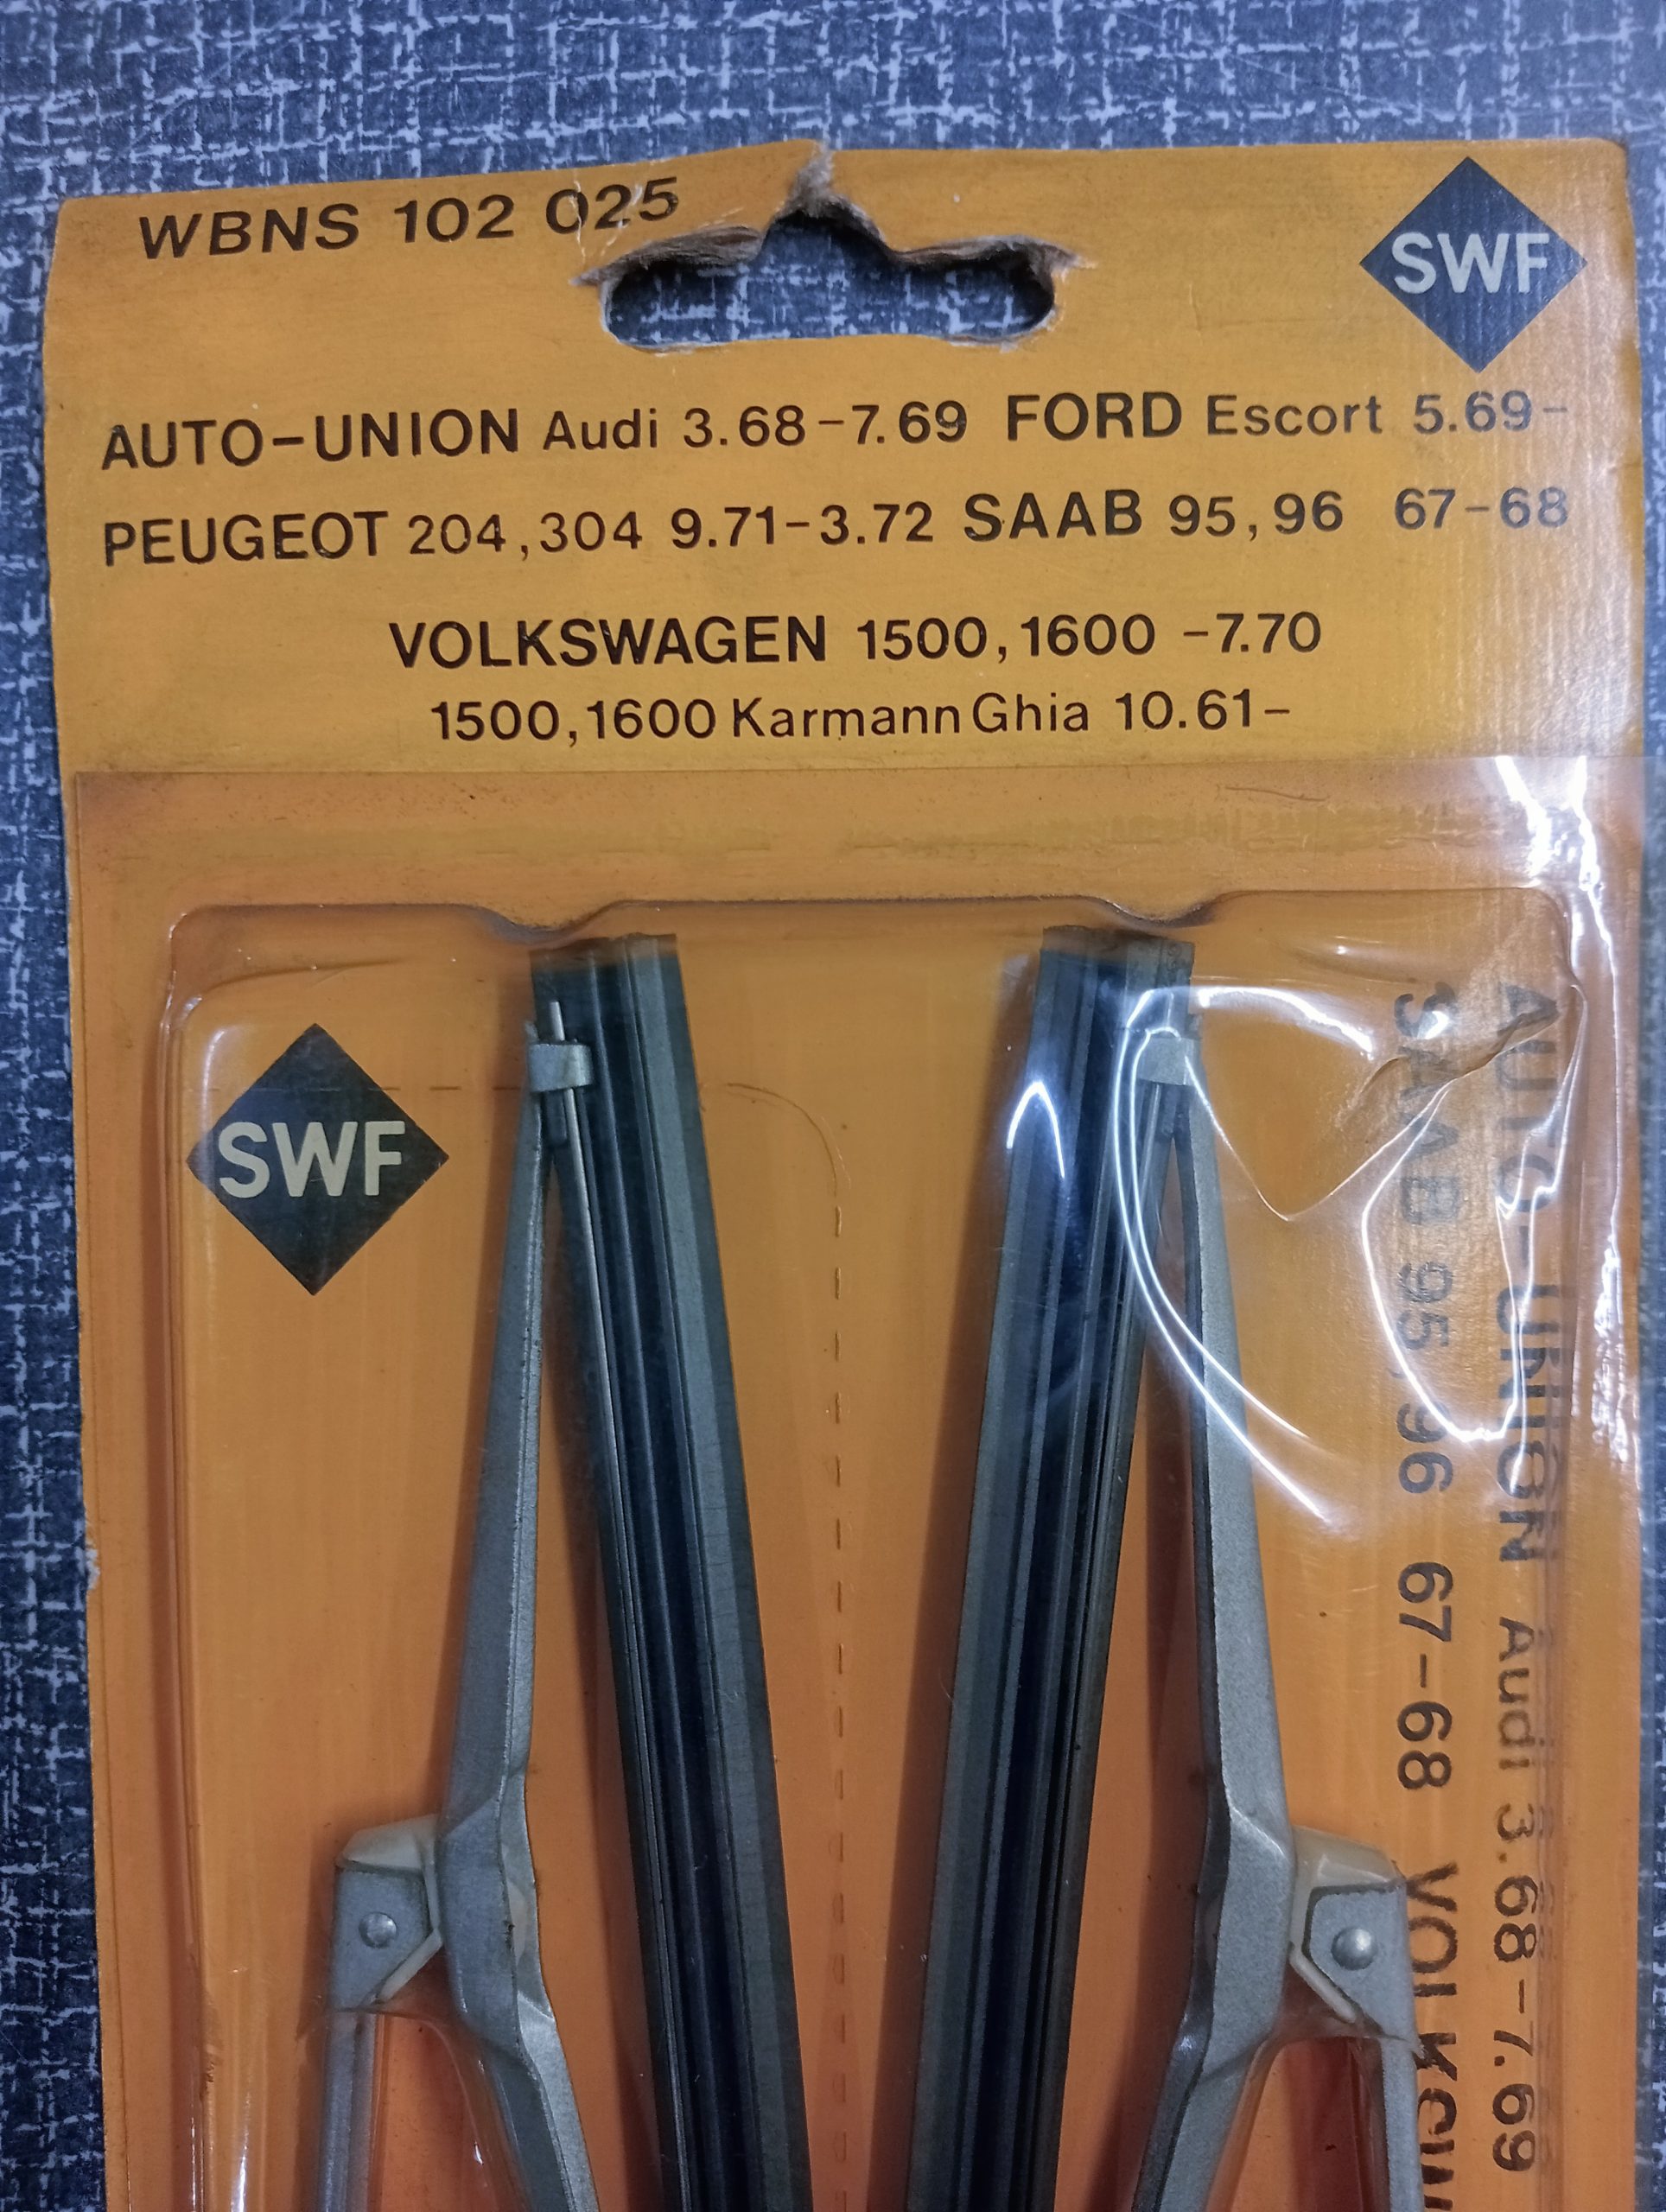 WBNS 102 025
SWF
AUTO-UNION Audi 3.68-7.69 FORD Escort 5.69-
PEUGEOT 204,304 9.71-3.72 SAAB 95,96 67-68
VOLKSWAGEN 1500,1600 -7.70
1500,1600 Karmann Ghia 10.61-
SWF
AUTO-UNION Audi 3.68-7.69
SAAB 95,96 67-68